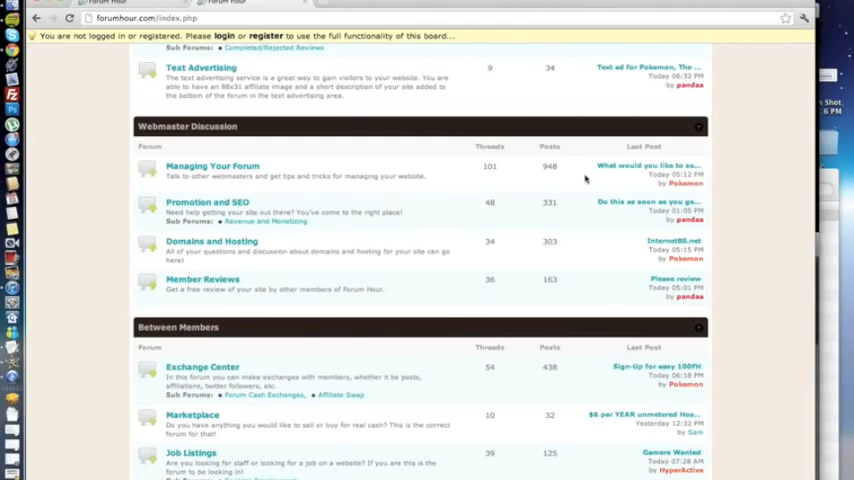 Forum Hour
Forum Hour
forumhour.com/index.php
You are not logged in or registered. Please login or register to use the full functionality of this board...
Sub Forums: Completed/Rejected Reviews
Text Advertising
The text advertising service is a great way to gain visitors to your website. You are
able to have an 88x31 affiliate image and a short description of your site added to
the bottom of the forum in the text advertising area.
9
34
Text ad for Pokemon, The ...
Today 06:32 PM
by pandaa
Webmaster Discussion
Forum
Threads
Posts
Last Post
Managing Your Forum
Talk to other webmasters and get tips and tricks for managing your website.
101
948
What would you like to se...
Today 05:12 PM
by Pokemon
Promotion and SEO
Need help getting your site out there? You've come to the right place!
Sub Forums: Revenue and Monetizing
48
331
Do this as soon as you ge...
Today 01:05 PM
by pandaa
Domains and Hosting
All of your questions and discussion about domains and hosting for your site can go
here!
34
303
InternetBS.net
Today 05:15 PM
by Pokemon
Member Reviews
Get a free review of your site by other members of Forum Hour.
36
163
Please review
Today 05:01 PM
by pandaa
Between Members
Forum
Threads
Posts
Last Post
Exchange Center
In this forum you can make exchanges with members, whether it be posts,
affiliations, twitter followers, etc.
Sub Forums: Forum Cash Exchanges, Affiliate Swap
54
438
Sign-Up for easy 100FH
Today 06:18 PM
by Pokemon
Marketplace
Do you have anything you would like to sell or buy for real cash? This is the correct
forum for that!
10
32
$6 per YEAR unmetered Hos...
Yesterday 12:32 PM
by Sam
Job Listings
Are you looking for staff or looking for a job on a website? If you are this is the
forum to be looking in!
39
125
Gamers Wanted
Today 07:28 AM
by HyperActive
Shot
6 PM